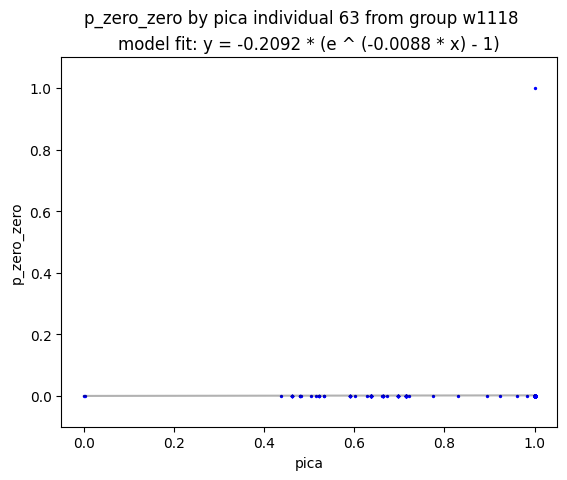 p_zero_zero by pica individual 63 from group w1118
model fit: y = -0.2092 * (e ^ (-0.0088 * x) - 1)
1.0
0.8
0.6
0.4
0.2
0.0
p_zero_zero
0.0 0.2 0.4 0.6 0.8 1.0
pica